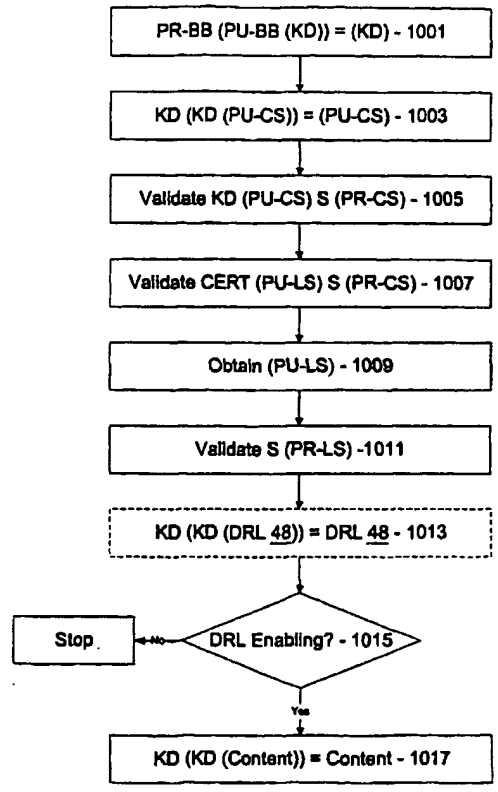 PR-BB (PU-BB (KD)) = (KD) - 1001
KD (KD (PU-CS)) = (PU-CS) - 1003
Validate KD (PU-CS) S (PR-CS) - 1005
Validate CERT (PU-LS) S (PR-CS) - 1007
Obtain (PU-LS) - 1009
Validate S (PR-LS) -1011
KD (KD (DRL 48)) = DRL 48 - 1013
DRL Enabling? - 1015
No
Stop
Yes
KD (KD (Content)) = Content - 1017